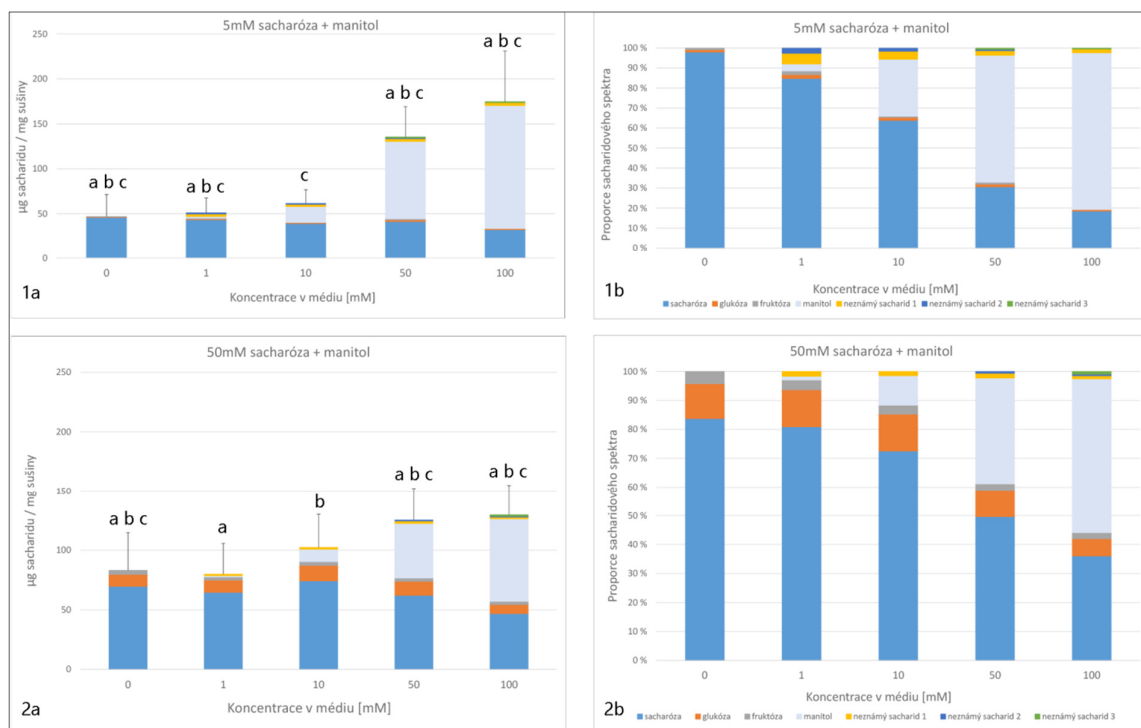 5mM sacharóza + manitol
µg sacharidu / mg sušiny
250
200
150
100
50
0
a b c
a b c
c
a b c
a b c
0
1
10
50
100
Koncentrace v médiu [mM]
1a
5mM sacharóza + manitol
Proporce sacharidového spektra
100 %
90 %
80 %
70 %
60 %
50 %
40 %
30 %
20 %
10 %
0 %
0
1
10
50
100
Koncentrace v médiu [mM]
1b
sacharóza glukóza fruktóza manitol neznámý sacharid 1 neznámý sacharid 2 neznámý sacharid 3
50mM sacharóza + manitol
µg sacharidu / mg sušiny
250
200
150
100
50
0
a b c
a
b
a b c
a b c
0
1
10
50
100
Koncentrace v médiu [mM]
2a
50mM sacharóza + manitol
Proporce sacharidového spektra
100 %
90 %
80 %
70 %
60 %
50 %
40 %
30 %
20 %
10 %
0 %
0
1
10
50
100
Koncentrace v médiu [mM]
2b
sacharóza glukóza fruktóza manitol neznámý sacharid 1 neznámý sacharid 2 neznámý sacharid 3